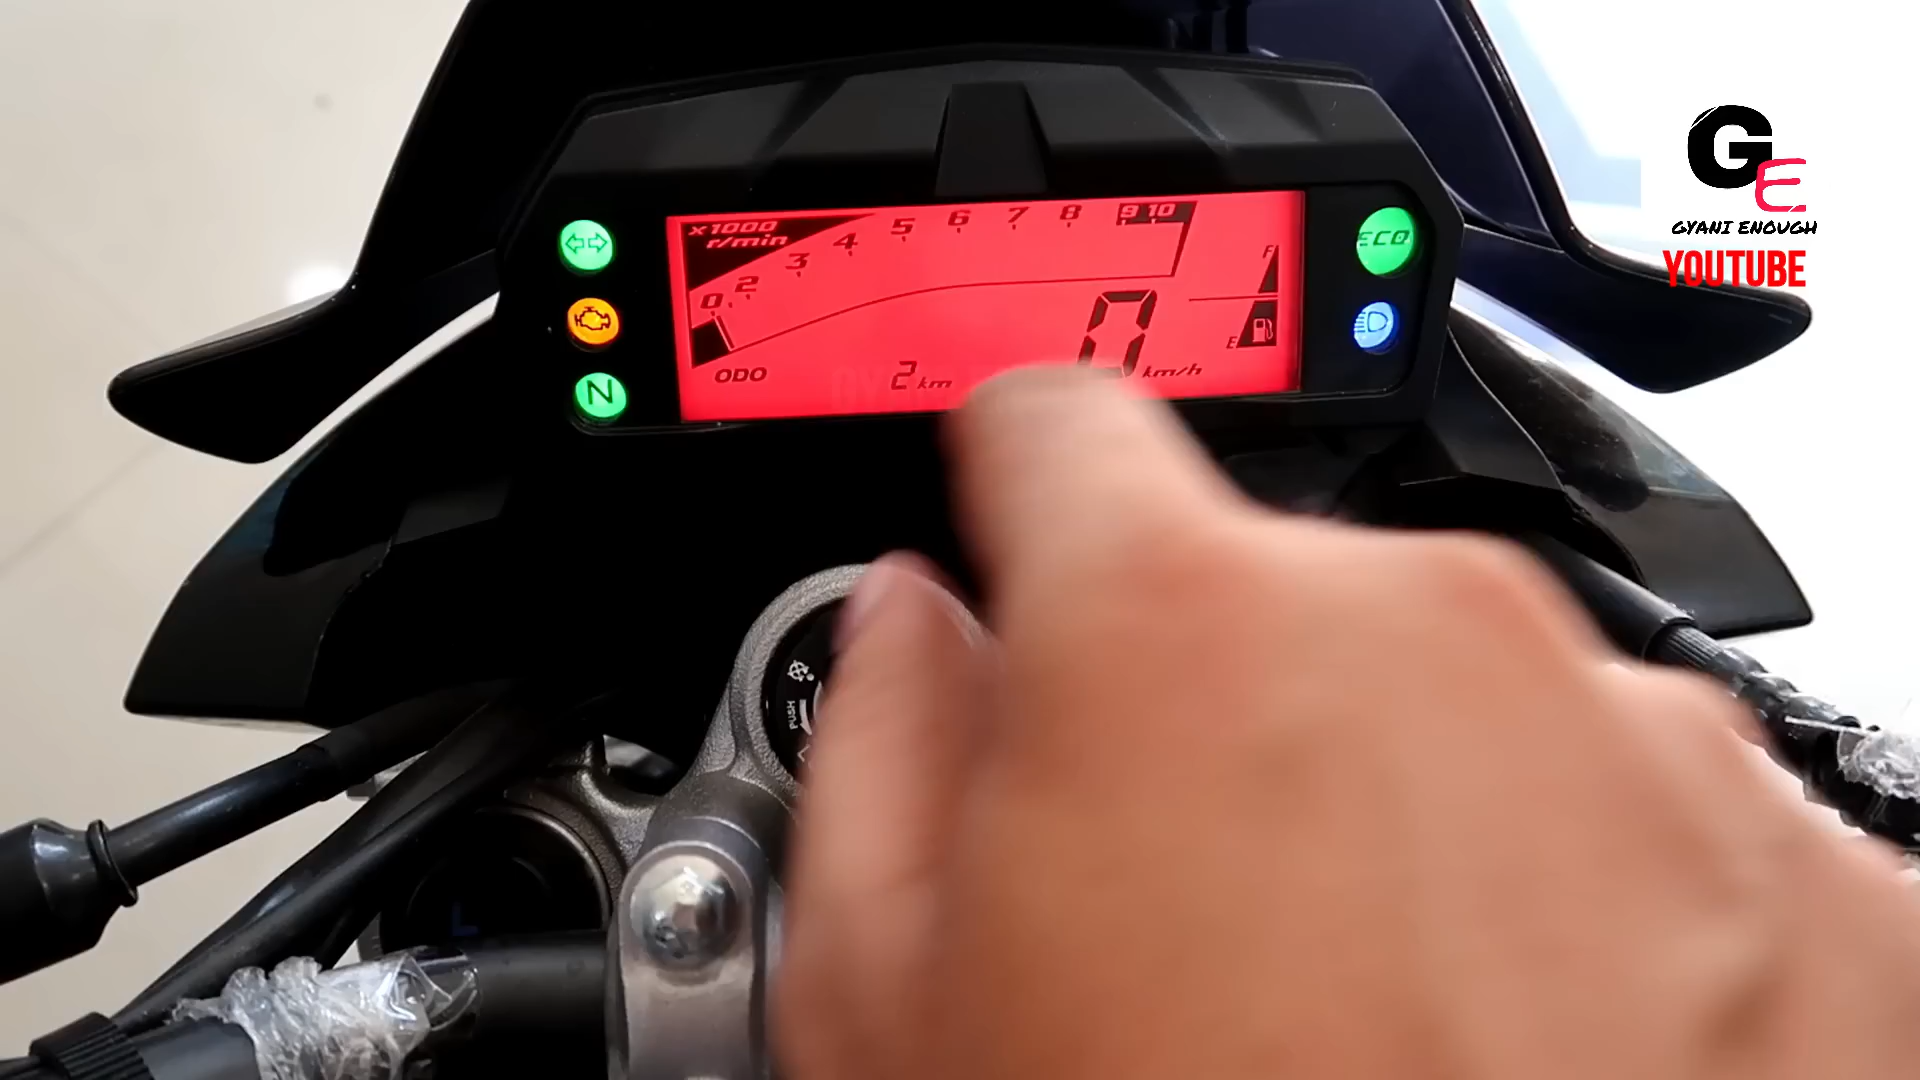 GE
GYANI ENOUGH
YOUTUBE
x1000
r/min
0 2 3 4 5 6 7 8 9 10
ECO
F
E
0 km/h
ODO 2 km
N
PUSH